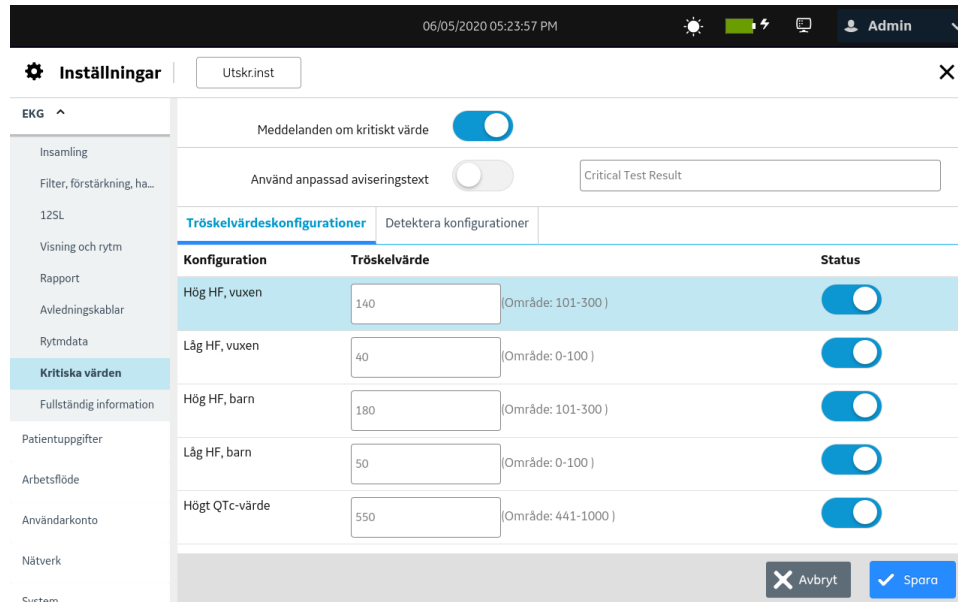 06/05/2020 05:23:57 PM
Admin
Inställningar
Utskr.inst
EKG
Insamling
Filter, förstärkning, ha...
12SL
Visning och rytm
Rapport
Avledningskablar
Rytmdata
Kritiska värden
Fullständig information
Patientuppgifter
Arbetsflöde
Användarkonto
Nätverk
System
Meddelanden om kritiskt värde
Använd anpassad aviseringstext
Critical Test Result
Tröskelvärdeskonfigurationer Detektera konfigurationer
Konfiguration Tröskelvärde Status
Hög HF, vuxen 140 (Område: 101-300 )
Låg HF, vuxen 40 (Område: 0-100 )
Hög HF, barn 180 (Område: 101-300 )
Låg HF, barn 50 (Område: 0-100 )
Högt QTc-värde 550 (Område: 441-1000 )
Avbryt Spara